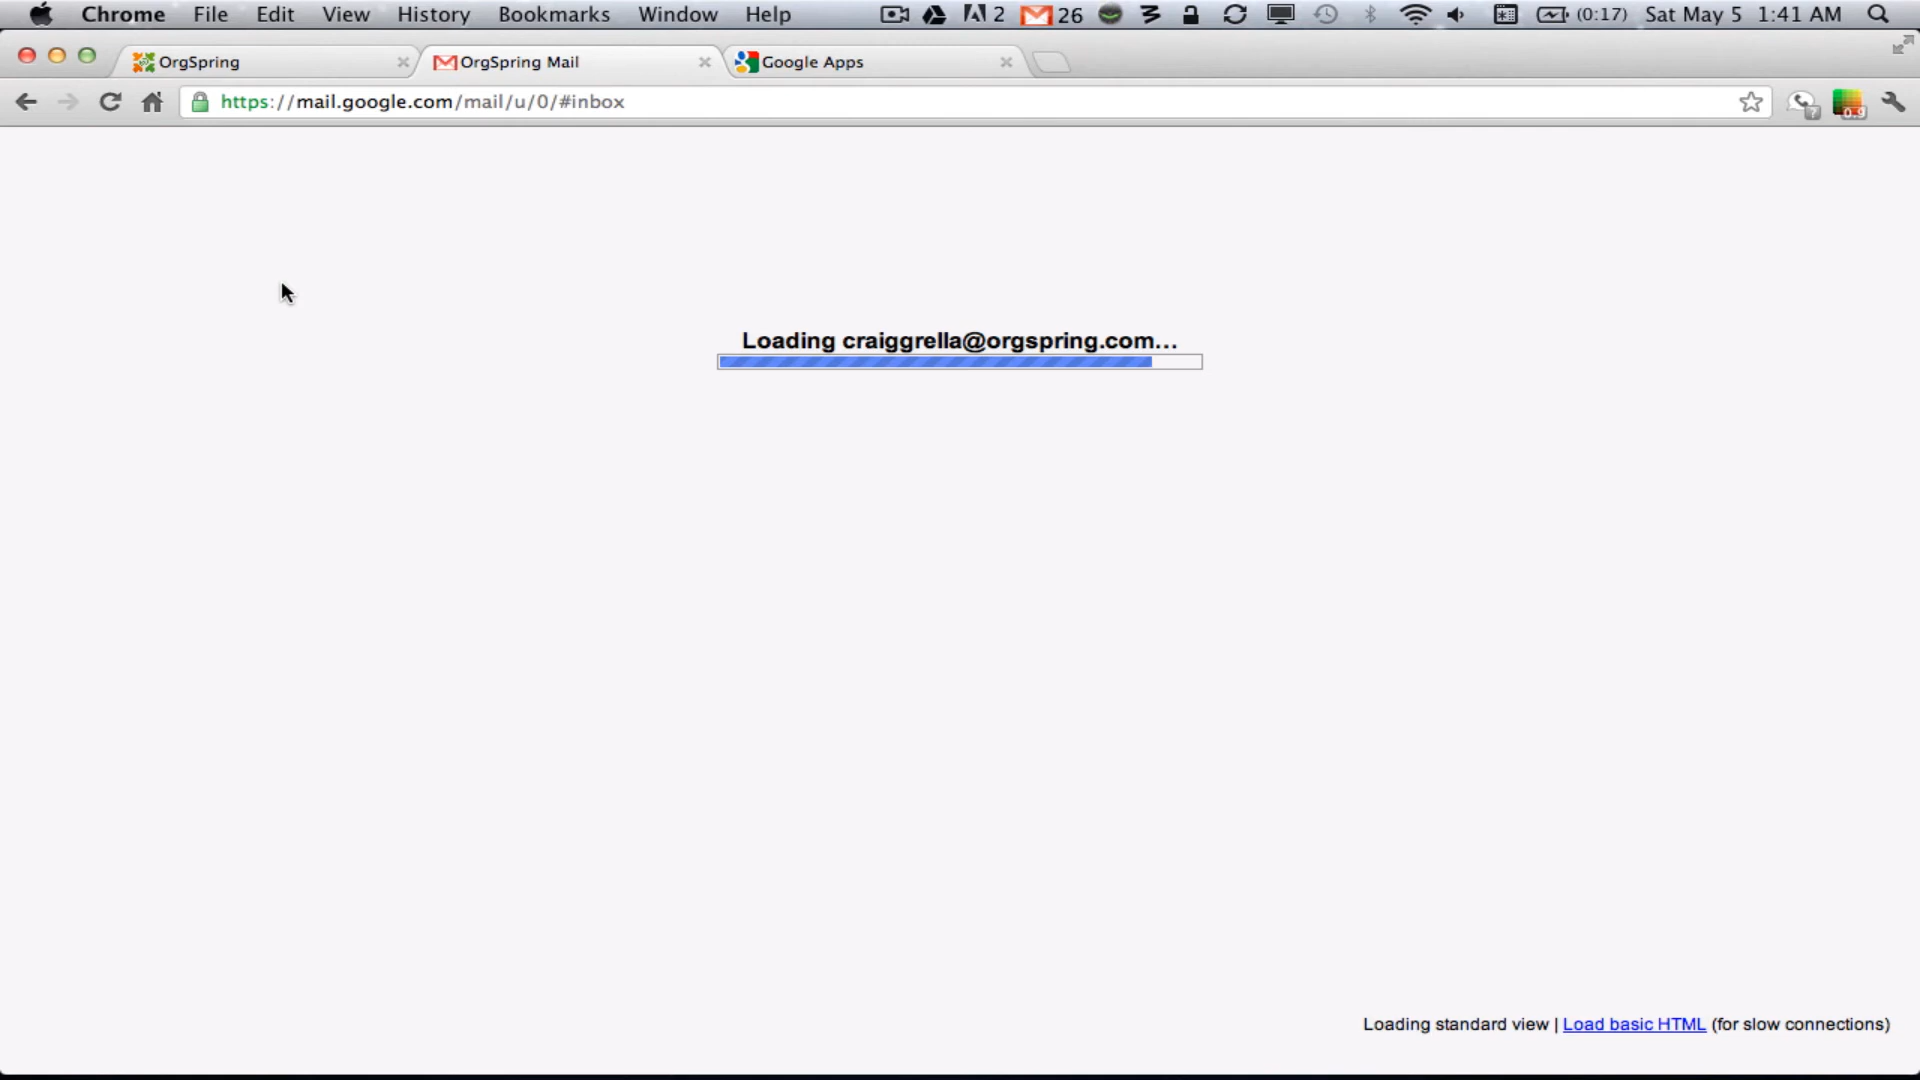 Chrome File Edit View History Bookmarks Window Help 2 26 (0:17) Sat May 5 1:41 AM
OrgSpring OrgSpring Mail Google Apps
https://mail.google.com/mail/u/0/#inbox
0.9
Loading craiggrella@orgspring.com...
Loading standard view | Load basic HTML (for slow connections)